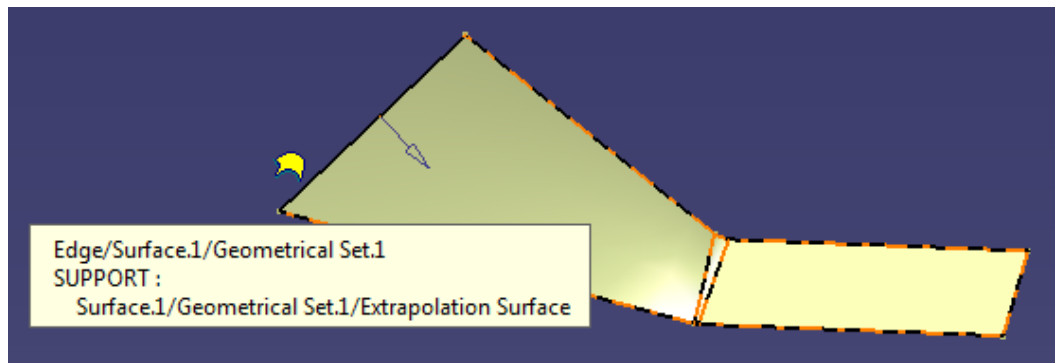 Edge/Surface.1/Geometrical Set.1
SUPPORT :
Surface.1/Geometrical Set.1/Extrapolation Surface